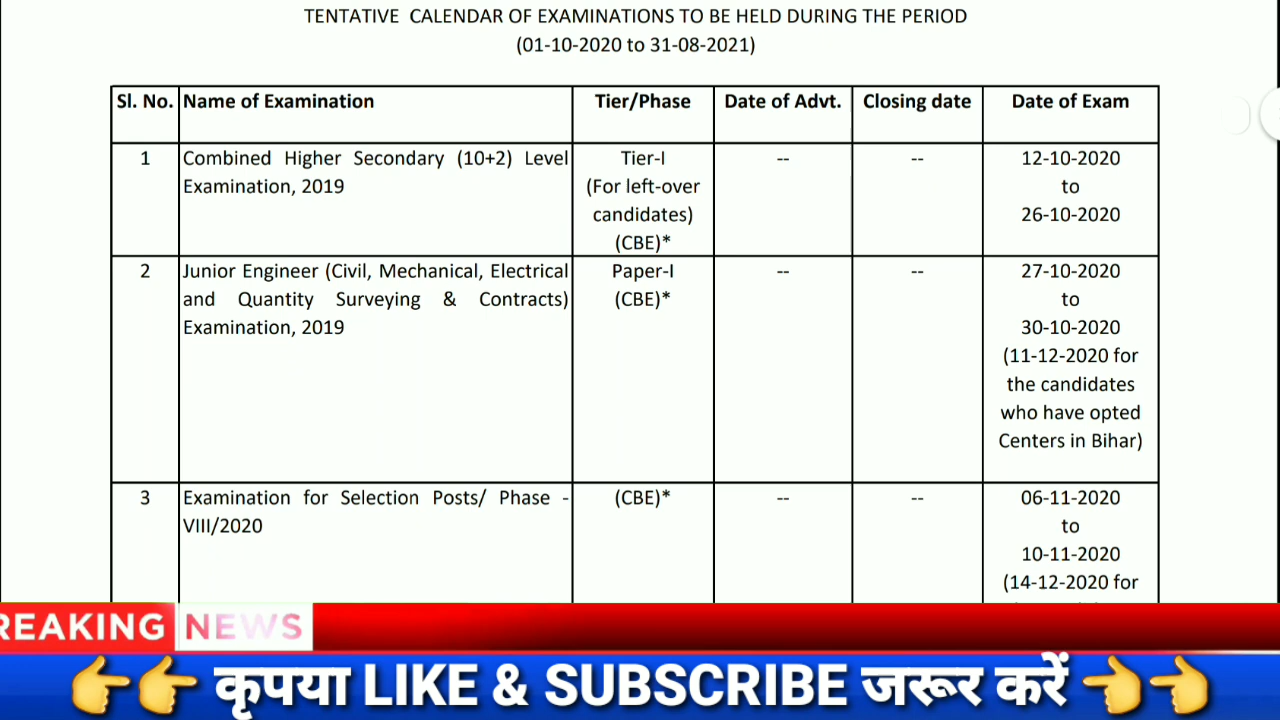 TENTATIVE CALENDAR OF EXAMINATIONS TO BE HELD DURING THE PERIOD
(01-10-2020 to 31-08-2021)
Sl. No. Name of Examination Tier/Phase Date of Advt. Closing date Date of Exam
1 Combined Higher Secondary (10+2) Level Tier-I -- -- 12-10-2020
Examination, 2019 (For left-over to
candidates) 26-10-2020
(CBE)*
2 Junior Engineer (Civil, Mechanical, Electrical Paper-I -- -- 27-10-2020
and Quantity Surveying & Contracts) (CBE)* to
Examination, 2019 30-10-2020
(11-12-2020 for
the candidates
who have opted
Centers in Bihar)
3 Examination for Selection Posts/ Phase - (CBE)* -- -- 06-11-2020
VIII/2020 to
10-11-2020
(14-12-2020 for
REAKING NEWS
कृपया LIKE & SUBSCRIBE जरूर करें